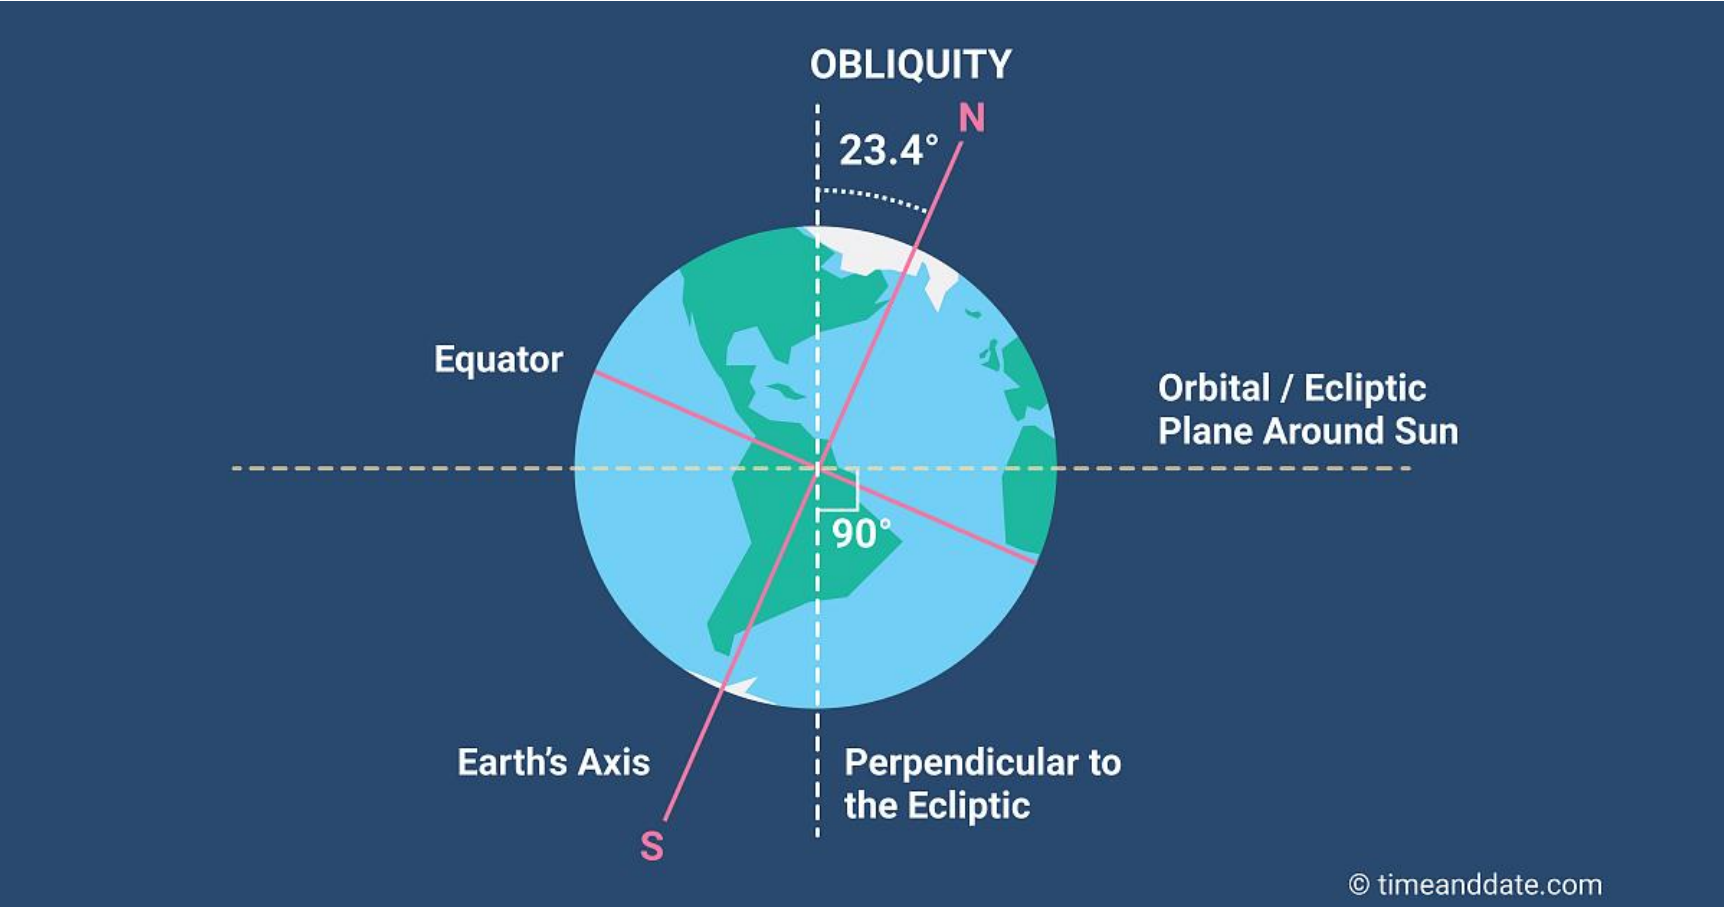 OBLIQUITY
N
23.4°
Equator
Orbital / Ecliptic
Plane Around Sun
90°
Earth's Axis
Perpendicular to
the Ecliptic
S
© timeanddate.com